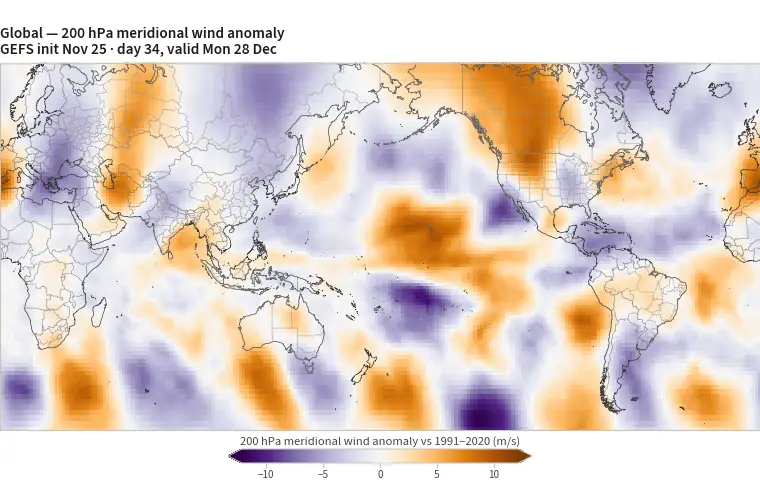 Global — 200 hPa meridional wind anomaly
GEFS init Nov 25 · day 34, valid Mon 28 Dec
200 hPa meridional wind anomaly vs 1991–2020 (m/s)
−10 −5 0 5 10